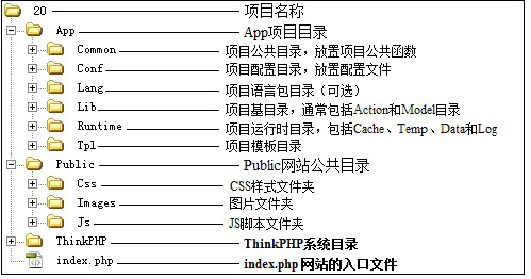 20 项目名称
App App项目目录
Common 项目公共目录，放置项目公共函数
Conf 项目配置目录，放置配置文件
Lang 项目语言包目录（可选）
Lib 项目基目录，通常包括Action和Model目录
Runtime 项目运行时目录，包括Cache、Temp、Data和Log
Tpl 项目模板目录
Public Public网站公共目录
Css CSS样式文件夹
Images 图片文件夹
Js JS脚本文件夹
ThinkPHP ThinkPHP系统目录
index.php index.php网站的入口文件